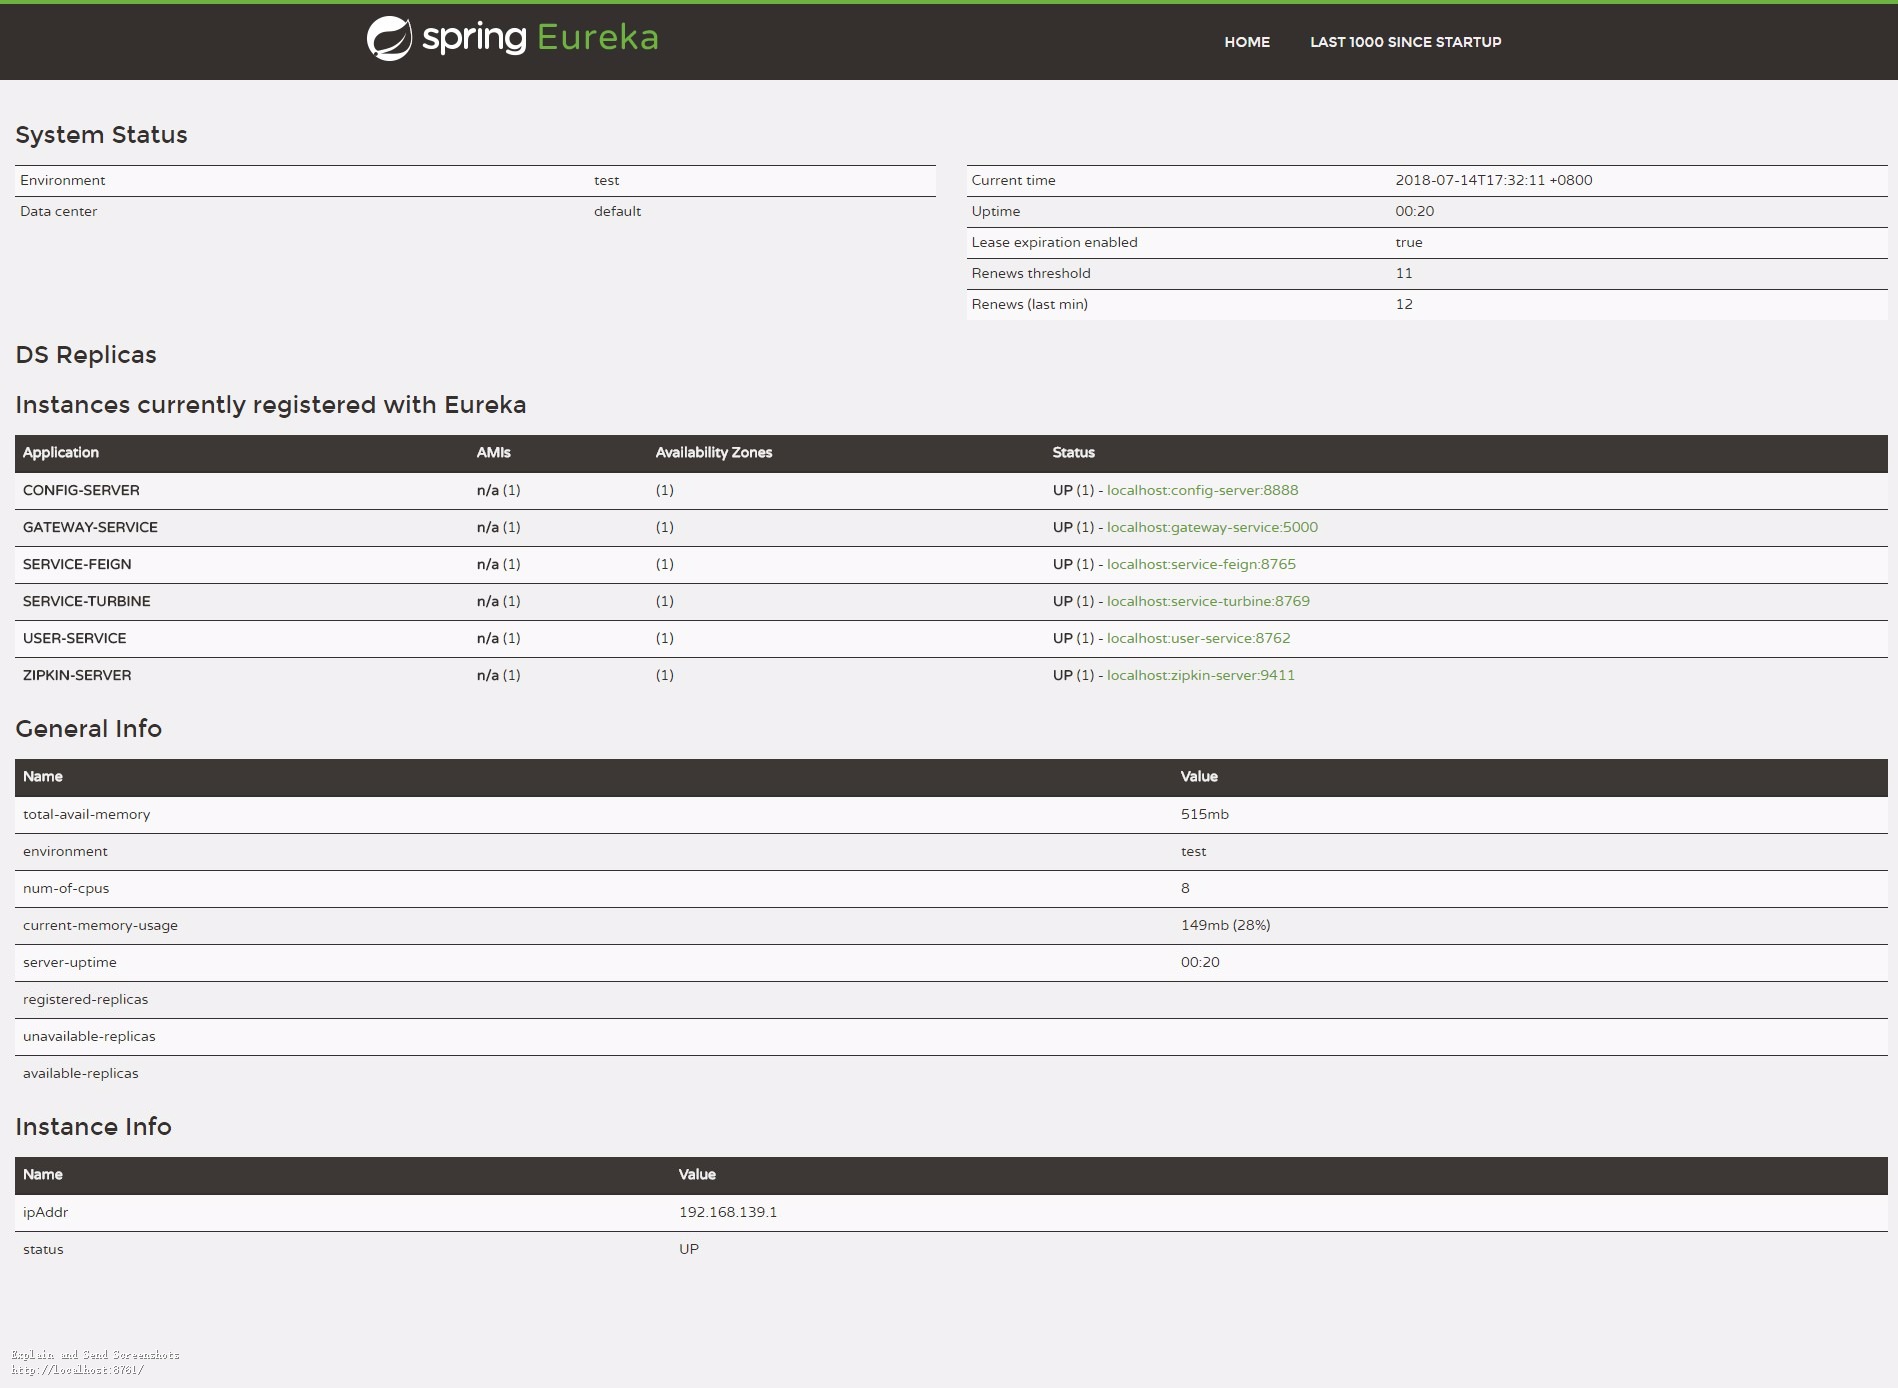 spring Eureka
HOME LAST 1000 SINCE STARTUP
System Status
Environment test
Data center default
Current time 2018-07-14T17:32:11 +0800
Uptime 00:20
Lease expiration enabled true
Renews threshold 11
Renews (last min) 12
DS Replicas
Instances currently registered with Eureka
Application AMIs Availability Zones Status
CONFIG-SERVER n/a (1) (1) UP (1) - localhost:config-server:8888
GATEWAY-SERVICE n/a (1) (1) UP (1) - localhost:gateway-service:5000
SERVICE-FEIGN n/a (1) (1) UP (1) - localhost:service-feign:8765
SERVICE-TURBINE n/a (1) (1) UP (1) - localhost:service-turbine:8769
USER-SERVICE n/a (1) (1) UP (1) - localhost:user-service:8762
ZIPKIN-SERVER n/a (1) (1) UP (1) - localhost:zipkin-server:9411
General Info
Name Value
total-avail-memory 515mb
environment test
num-of-cpus 8
current-memory-usage 149mb (28%)
server-uptime 00:20
registered-replicas
unavailable-replicas
available-replicas
Instance Info
Name Value
ipAddr 192.168.139.1
status UP
Explain and Send Screenshots
http://localhost:8761/